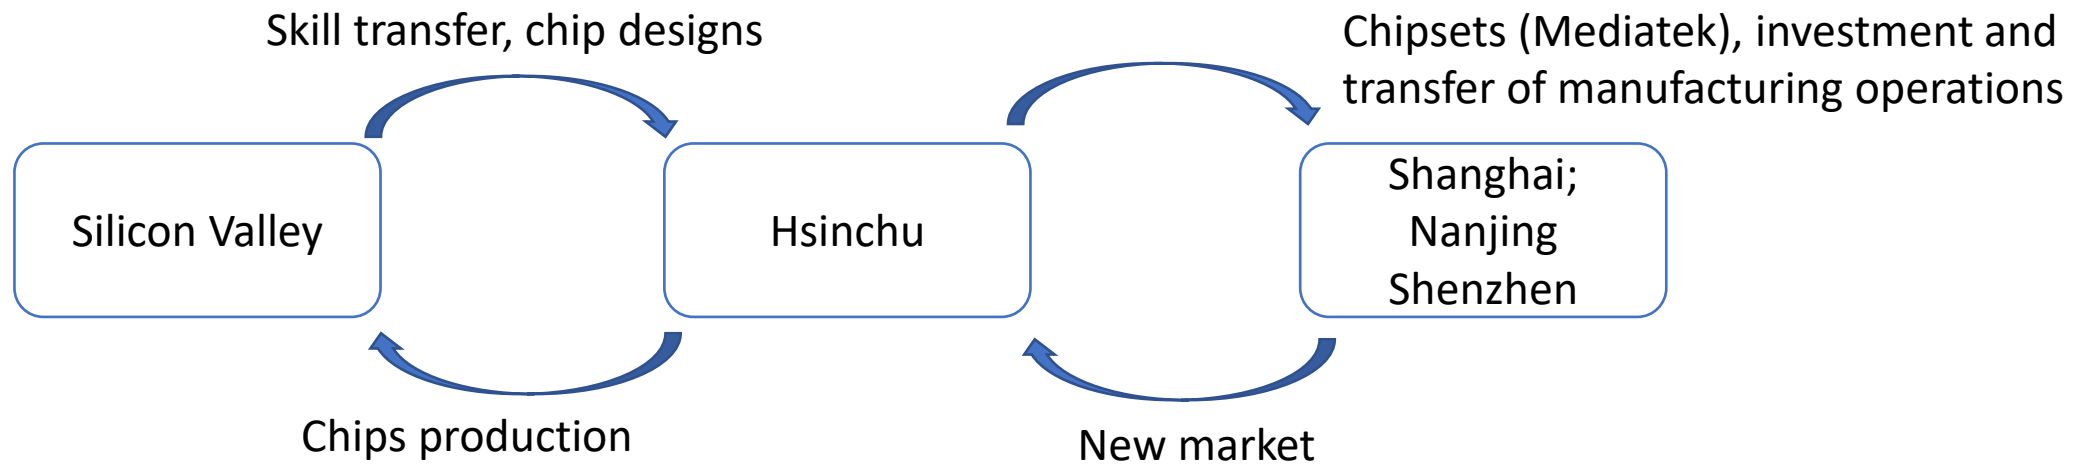 Skill transfer, chip designs
Chipsets (Mediatek), investment and
transfer of manufacturing operations
Silicon Valley
Hsinchu
Shanghai;
Nanjing
Shenzhen
Chips production
New market